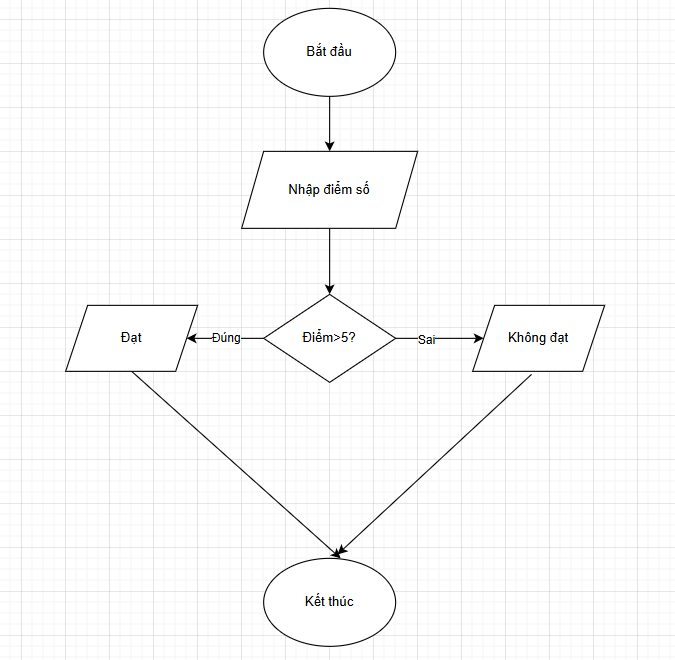 Bắt đầu
Nhập điểm số
Đạt
Đúng
Điểm>5?
Sai
Không đạt
Kết thúc